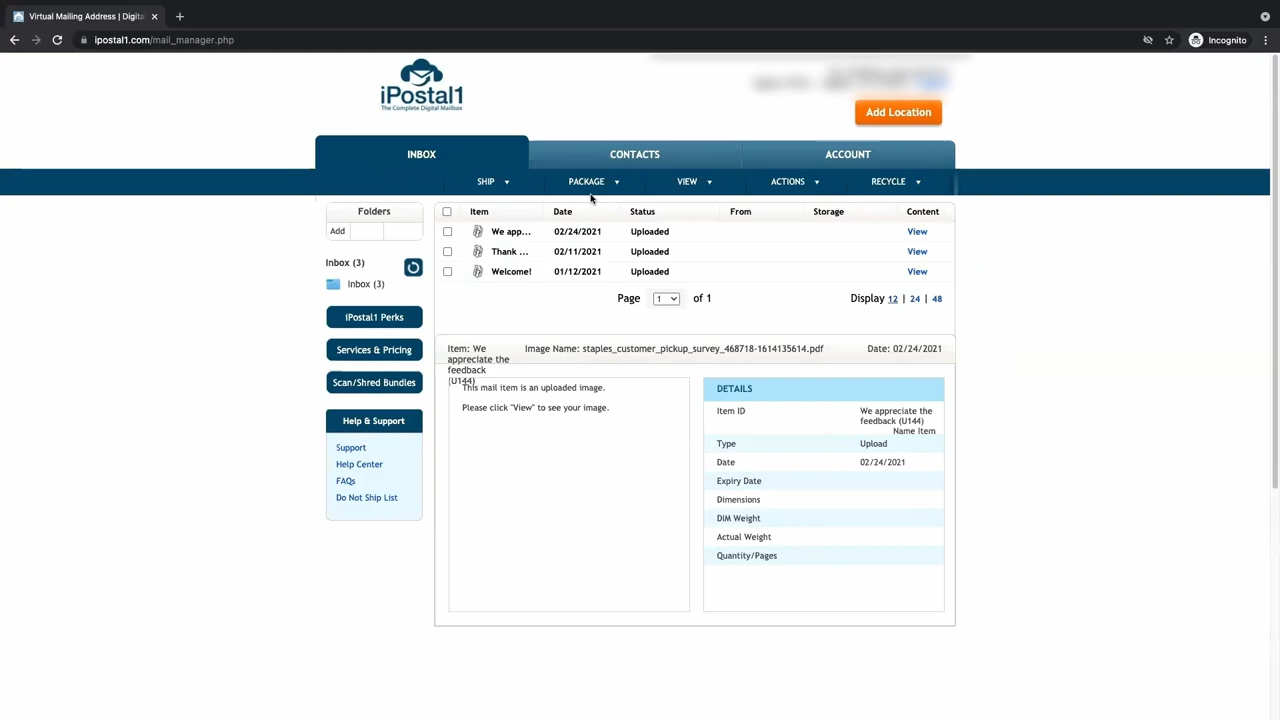 Virtual Mailing Address | Digita
ipostal1.com/mail_manager.php
Incognito
iPostal1
The Complete Digital Mailbox
Add Location
INBOX
CONTACTS
ACCOUNT
SHIP
PACKAGE
VIEW
ACTIONS
RECYCLE
Folders
Add
Inbox (3)
Inbox (3)
iPostal1 Perks
Services & Pricing
Scan/Shred Bundles
Help & Support
Support
Help Center
FAQs
Do Not Ship List
Item Date Status From Storage Content
We app... 02/24/2021 Uploaded View
Thank ... 02/11/2021 Uploaded View
Welcome! 01/12/2021 Uploaded View
Page 1 of 1
Display 12 | 24 | 48
Item: We
appreciate the
feedback
(U144)
Image Name: staples_customer_pickup_survey_468718-1614135614.pdf
Date: 02/24/2021
This mail item is an uploaded image.
Please click "View" to see your image.
DETAILS
Item ID We appreciate the
feedback (U144)
Name Item
Type Upload
Date 02/24/2021
Expiry Date
Dimensions
DIM Weight
Actual Weight
Quantity/Pages